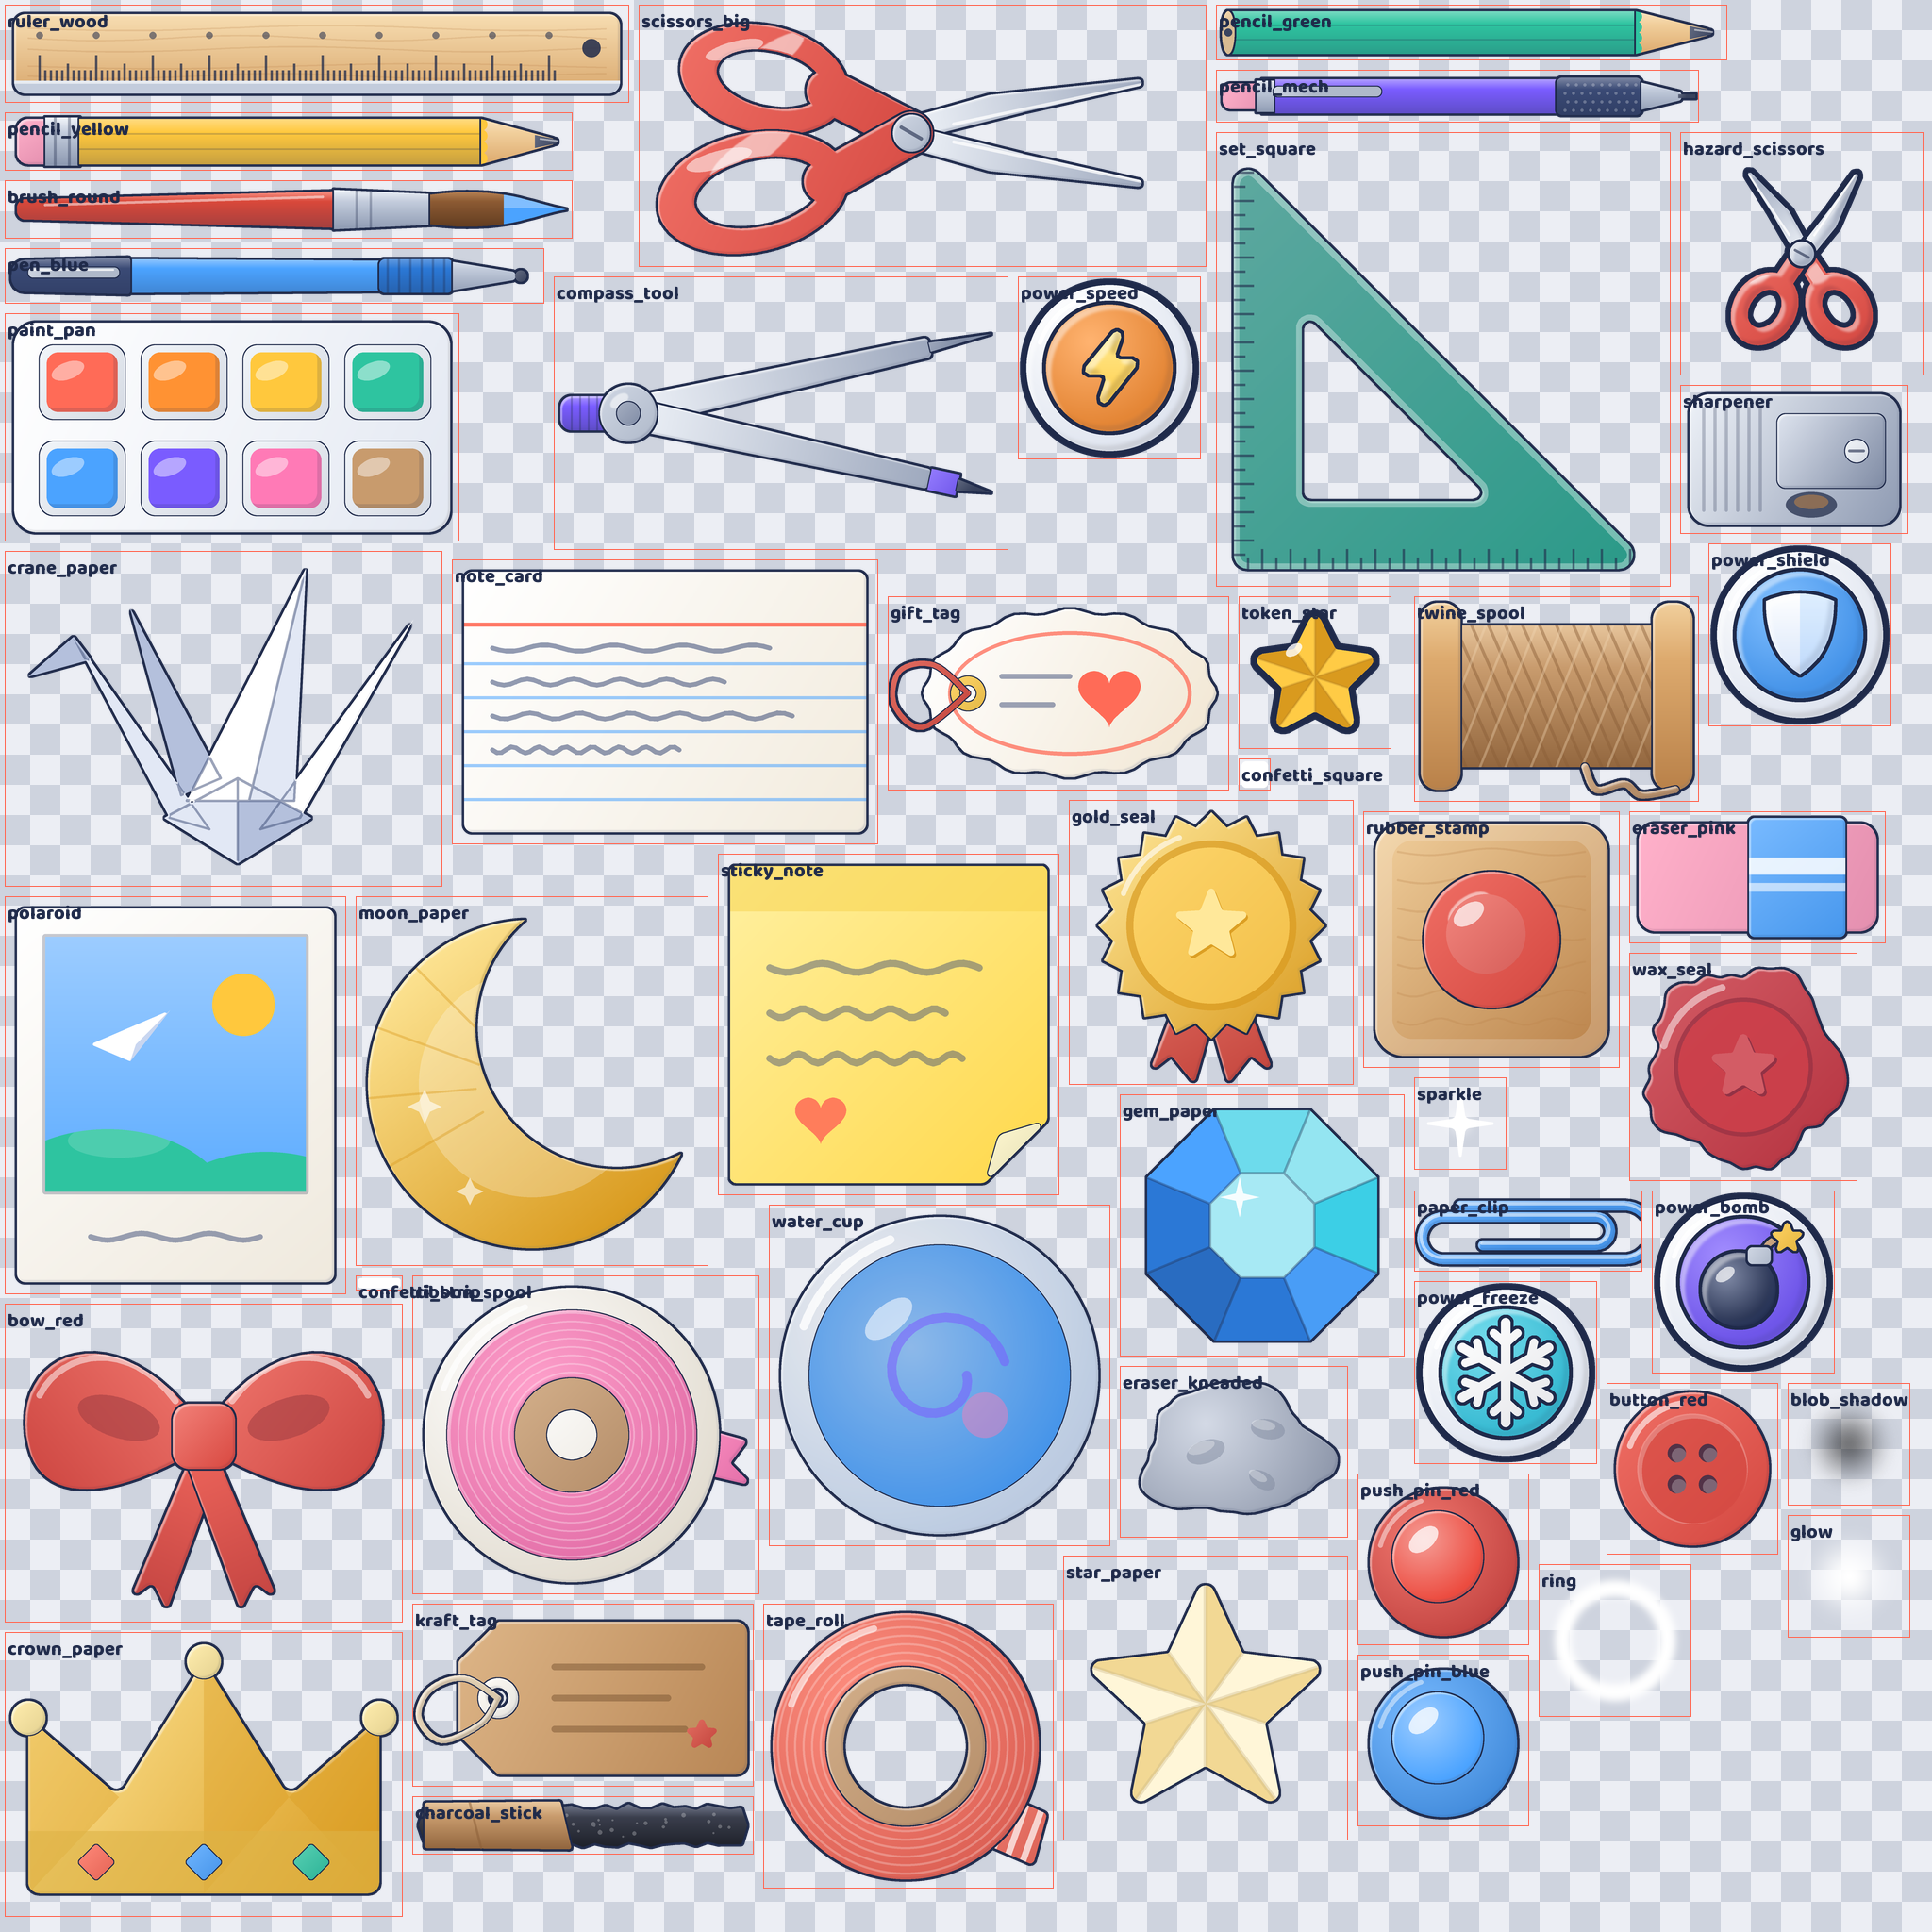 ruler_wood
scissors_big
pencil_green
pencil_mech
pencil_yellow
set_square
hazard_scissors
brush_round
pen_blue
compass_tool
power_speed
paint_pan
sharpener
crane_paper
note_card
power_shield
gift_tag
token_star
twine_spool
confetti_square
gold_seal
rubber_stamp
eraser_pink
sticky_note
polaroid
moon_paper
wax_seal
sparkle
gem_paper
paper_clip
power_bomb
water_cup
power_freeze
bow_red
eraser_kneaded
button_red
blob_shadow
push_pin_red
glow
star_paper
ring
kraft_tag
tape_roll
crown_paper
push_pin_blue
charcoal_stick